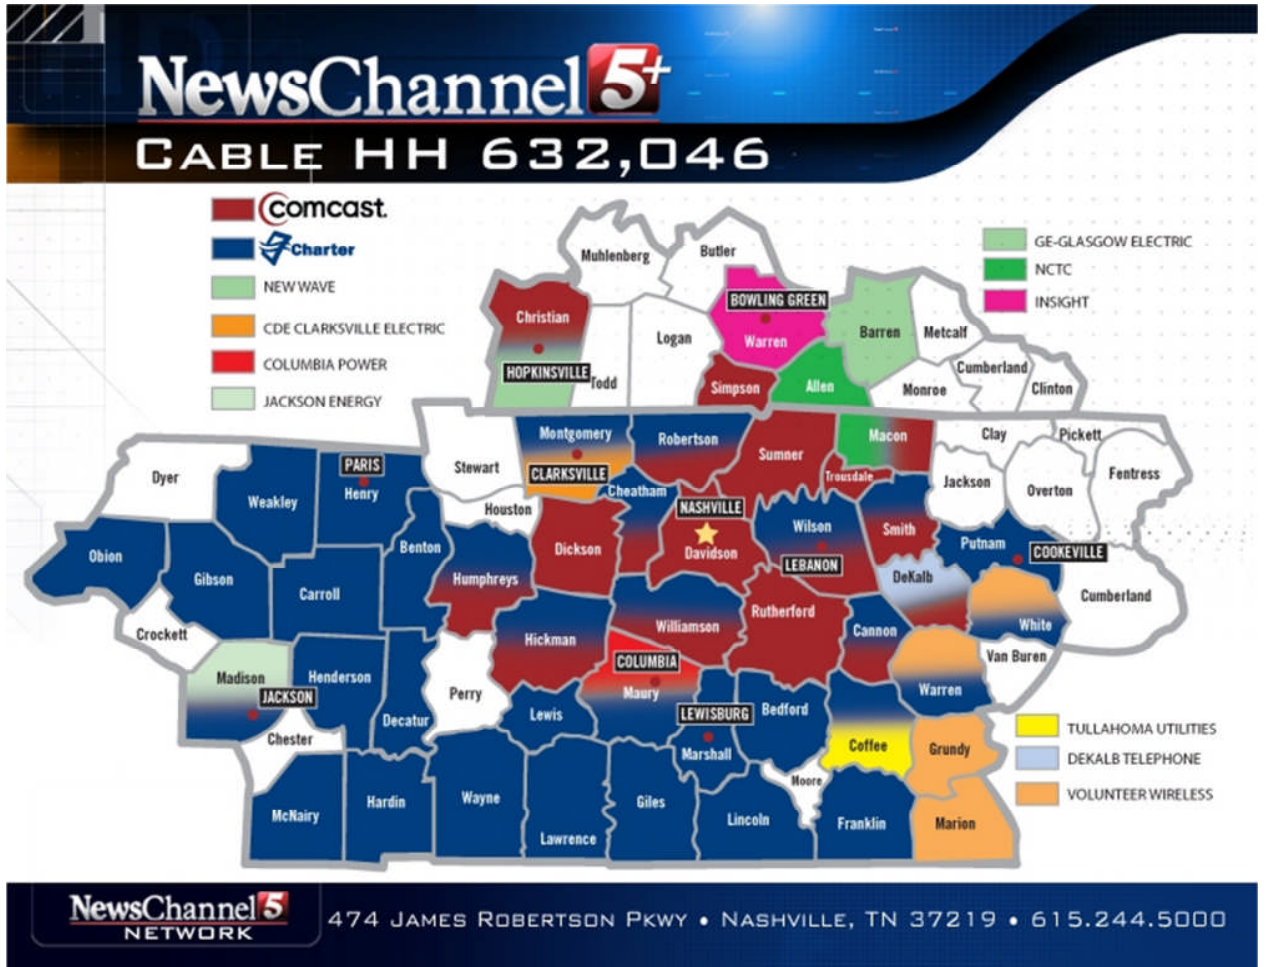 NewsChannel 5+
CABLE HH 632,046
comcast.
Charter
NEW WAVE
CDE CLARKSVILLE ELECTRIC
COLUMBIA POWER
JACKSON ENERGY
GE-GLASGOW ELECTRIC
NCTC
INSIGHT
Muhlenberg
Butler
BOWLING GREEN
Christian
Logan
Warren
Barren
Metcalf
HOPKINSVILLE
Todd
Simpson
Allen
Monroe
Cumberland
Clinton
Dyer
Weakley
PARIS
Henry
Stewart
Montgomery
CLARKSVILLE
Robertson
Sumner
Macon
Trousdale
Clay
Pickett
Jackson
Overton
Fentress
Houston
Cheatham
NASHVILLE
Obion
Gibson
Carroll
Benton
Humphreys
Dickson
Davidson
Wilson
LEBANON
Smith
Putnam
COOKEVILLE
DeKalb
Cumberland
Crockett
Hickman
Williamson
Rutherford
Cannon
White
Madison
JACKSON
Henderson
Decatur
Perry
COLUMBIA
Maury
Lewis
LEWISBURG
Marshall
Bedford
Warren
Van Buren
Chester
Coffee
Grundy
Moore
McNairy
Hardin
Wayne
Lawrence
Giles
Lincoln
Franklin
Marion
TULLAHOMA UTILITIES
DEKALB TELEPHONE
VOLUNTEER WIRELESS
NewsChannel 5
NETWORK
474 JAMES ROBERTSON PKWY • NASHVILLE, TN 37219 • 615.244.5000